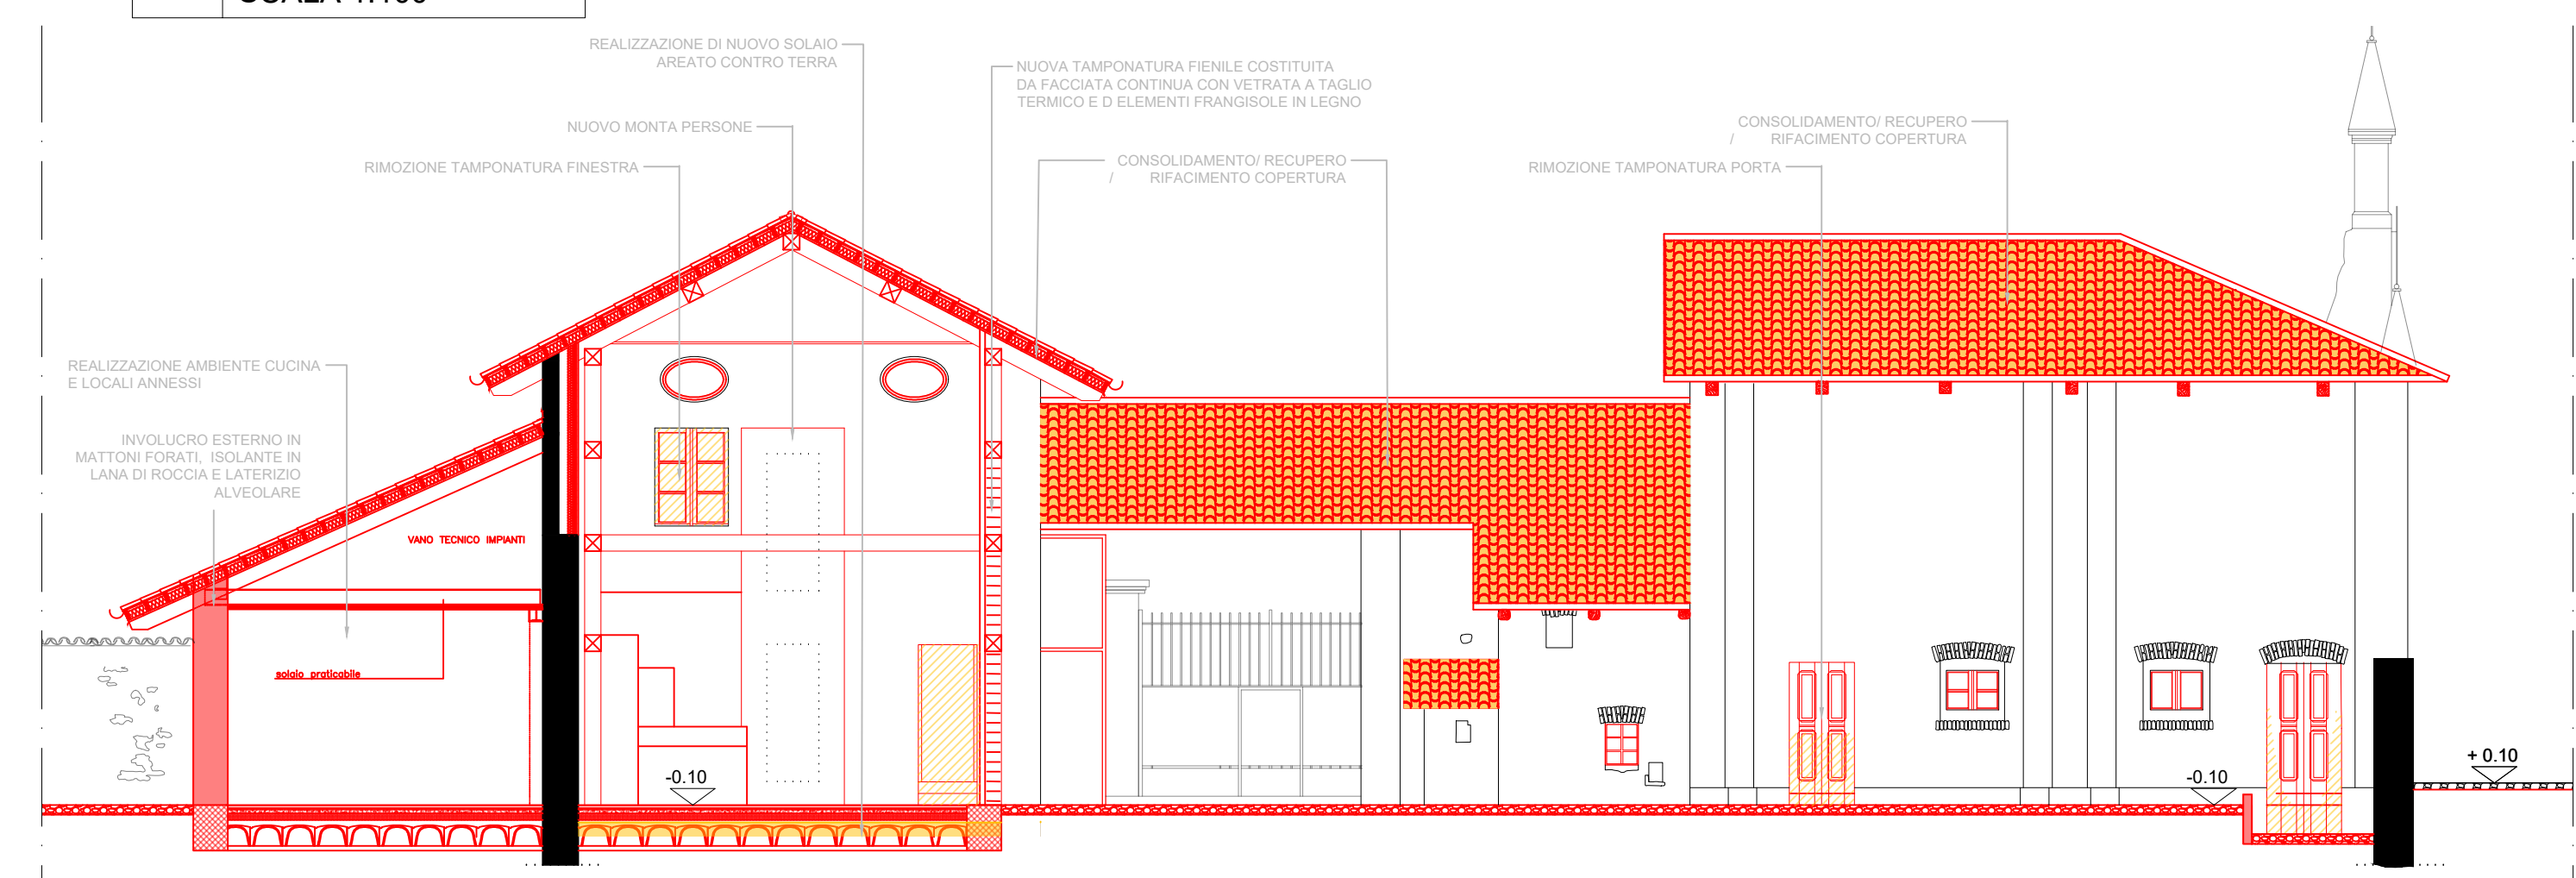 REALIZZAZIONE DI NUOVO SOLAIO
AREATO CONTRO TERRA
NUOVA TAMPONATURA FIENILE COSTITUITA
DA FACCIATA CONTINUA CON VETRATA A TAGLIO
TERMICO E D ELEMENTI FRANGISOLE IN LEGNO
NUOVO MONTA PERSONE
RIMOZIONE TAMPONATURA FINESTRA
CONSOLIDAMENTO/ RECUPERO
/ RIFACIMENTO COPERTURA
CONSOLIDAMENTO/ RECUPERO
/ RIFACIMENTO COPERTURA
RIMOZIONE TAMPONATURA PORTA
REALIZZAZIONE AMBIENTE CUCINA
E LOCALI ANNESSI
INVOLUCRO ESTERNO IN
MATTONI FORATI, ISOLANTE IN
LANA DI ROCCIA E LATERIZIO
ALVEOLARE
VANO TECNICO IMPIANTI
solaio praticabile
-0.10
-0.10
+ 0.10